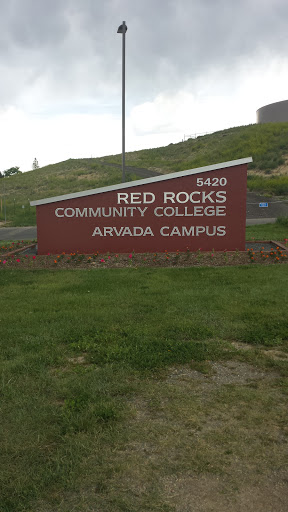 5420
RED ROCKS
COMMUNITY COLLEGE
ARVADA CAMPUS